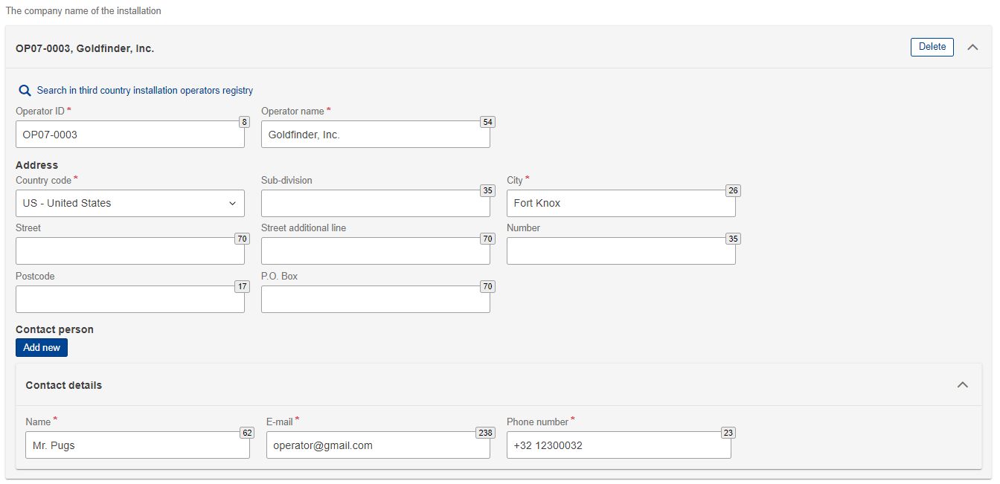 The company name of the installation
OP07-0003, Goldfinder, Inc.
Delete
Search in third country installation operators registry
Operator ID *
8
OP07-0003
Operator name *
54
Goldfinder, Inc.
Address
Country code *
US - United States
Sub-division
35
City *
26
Fort Knox
Street
70
Street additional line
70
Number
35
Postcode
17
P.O. Box
70
Contact person
Add new
Contact details
Name *
62
Mr. Pugs
E-mail *
238
operator@gmail.com
Phone number *
23
+32 12300032